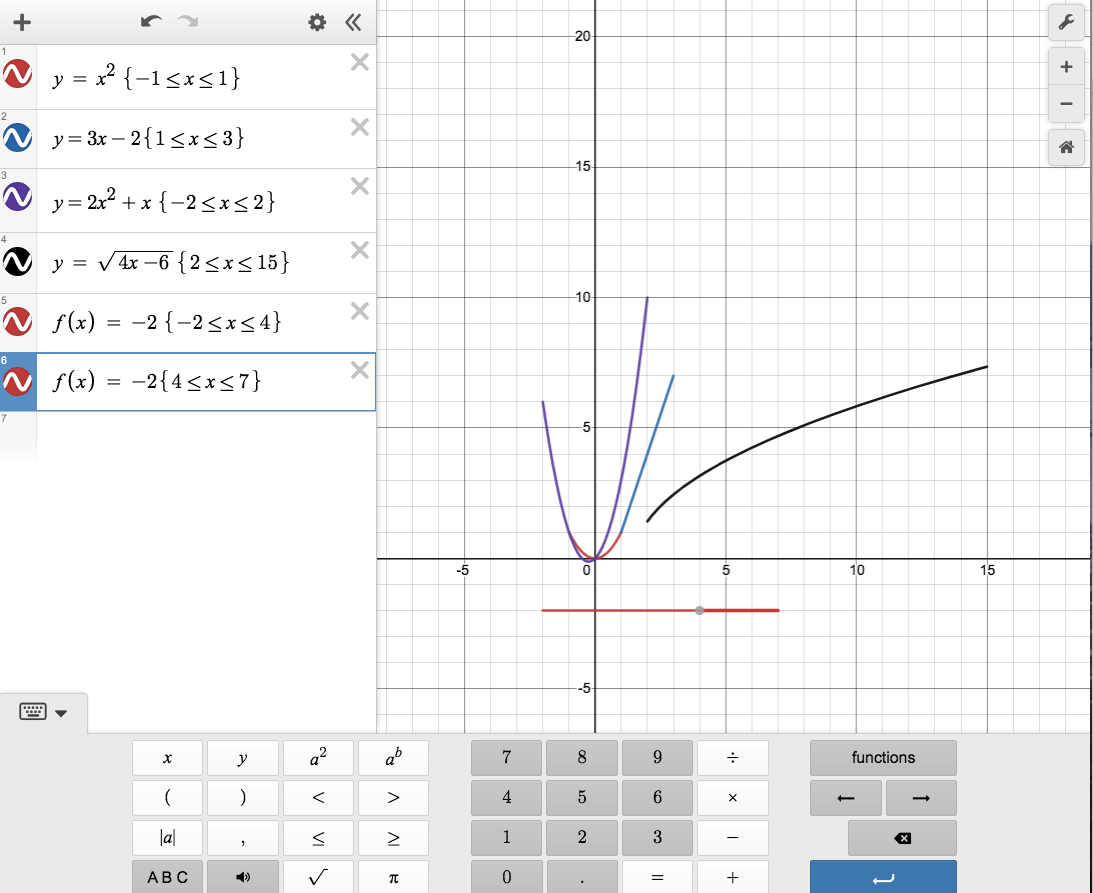 1
y = x² {−1 ≤ x ≤ 1}
2
y = 3x − 2{1 ≤ x ≤ 3}
3
y = 2x² + x {−2 ≤ x ≤ 2}
4
y = √4x − 6 {2 ≤ x ≤ 15}
5
f(x) = −2 {−2 ≤ x ≤ 4}
6
f(x) = −2{4 ≤ x ≤ 7}
7
20
15
10
5
-5 0 5 10 15
-5
x y a² aᵇ 7 8 9 ÷ functions
( ) < > 4 5 6 × ← →
|a| , ≤ ≥ 1 2 3 −
A B C √ π 0 . = +